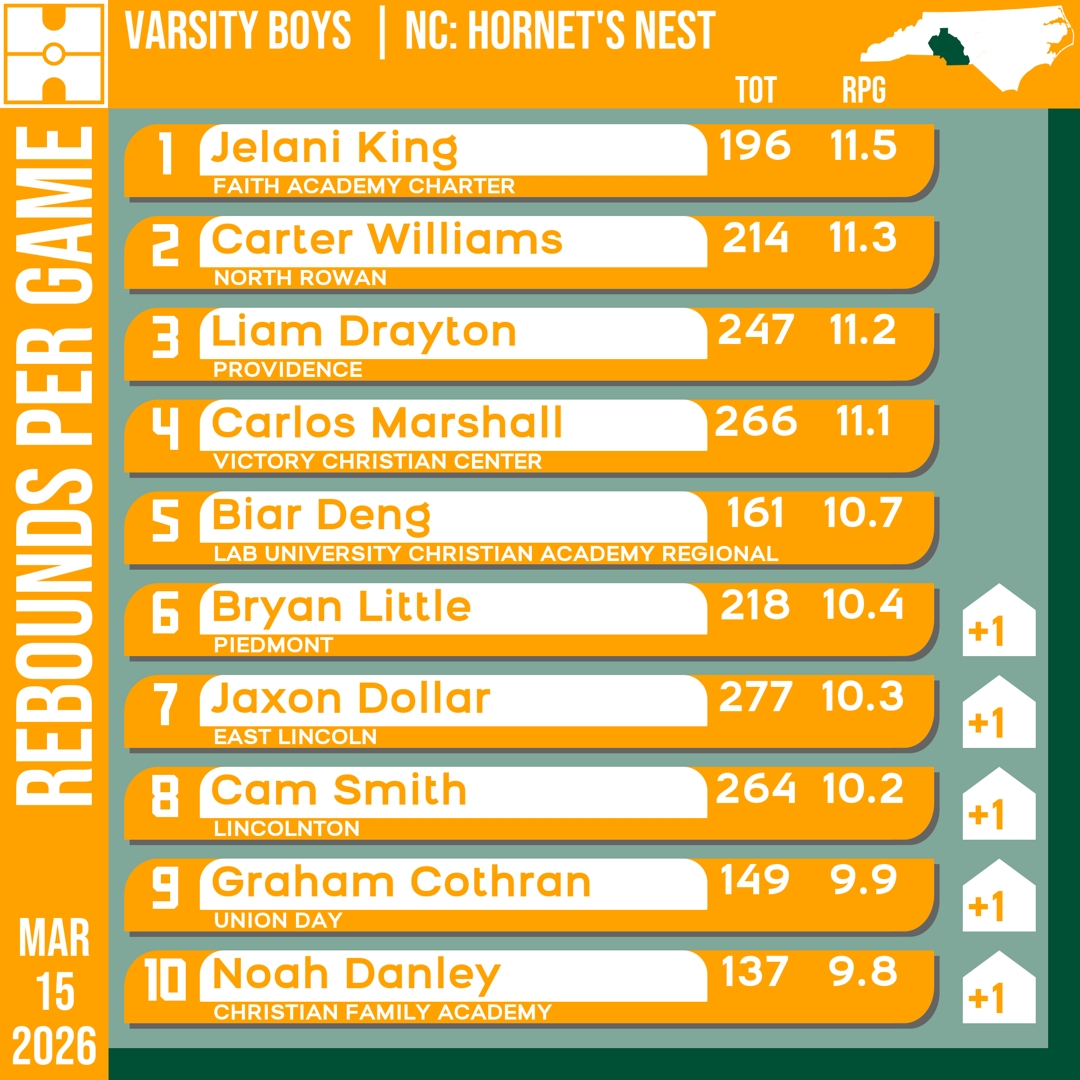 VARSITY BOYS | NC: HORNET'S NEST
TOT RPG
REBOUNDS PER GAME
1 Jelani King 196 11.5
FAITH ACADEMY CHARTER
2 Carter Williams 214 11.3
NORTH ROWAN
3 Liam Drayton 247 11.2
PROVIDENCE
4 Carlos Marshall 266 11.1
VICTORY CHRISTIAN CENTER
5 Biar Deng 161 10.7
LAB UNIVERSITY CHRISTIAN ACADEMY REGIONAL
6 Bryan Little 218 10.4 +1
PIEDMONT
7 Jaxon Dollar 277 10.3 +1
EAST LINCOLN
8 Cam Smith 264 10.2 +1
LINCOLNTON
9 Graham Cothran 149 9.9 +1
UNION DAY
10 Noah Danley 137 9.8 +1
CHRISTIAN FAMILY ACADEMY
MAR
15
2026